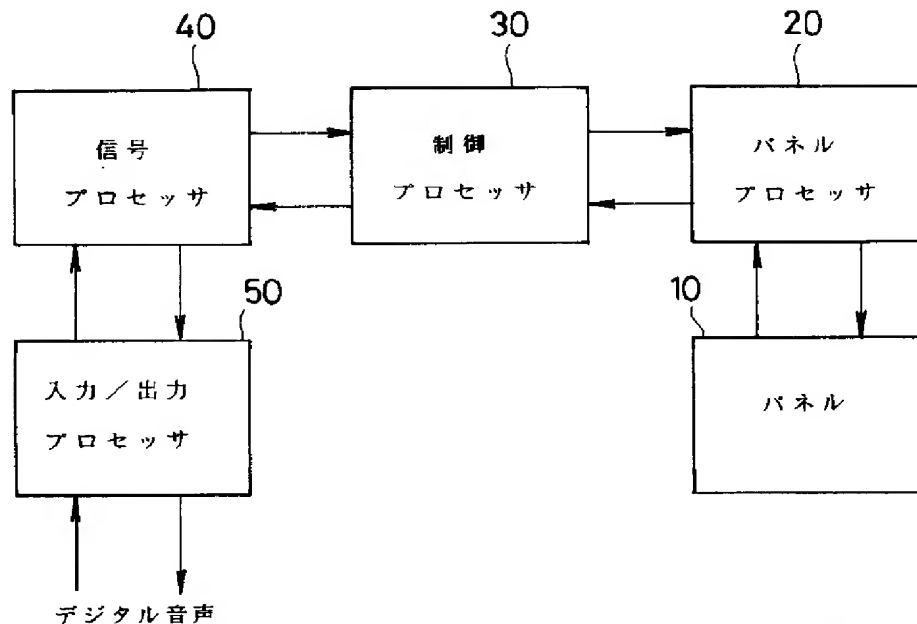 40
30
20
信号
プロセッサ
制御
プロセッサ
パネル
プロセッサ
50
10
入力／出力
プロセッサ
パネル
デジタル音声